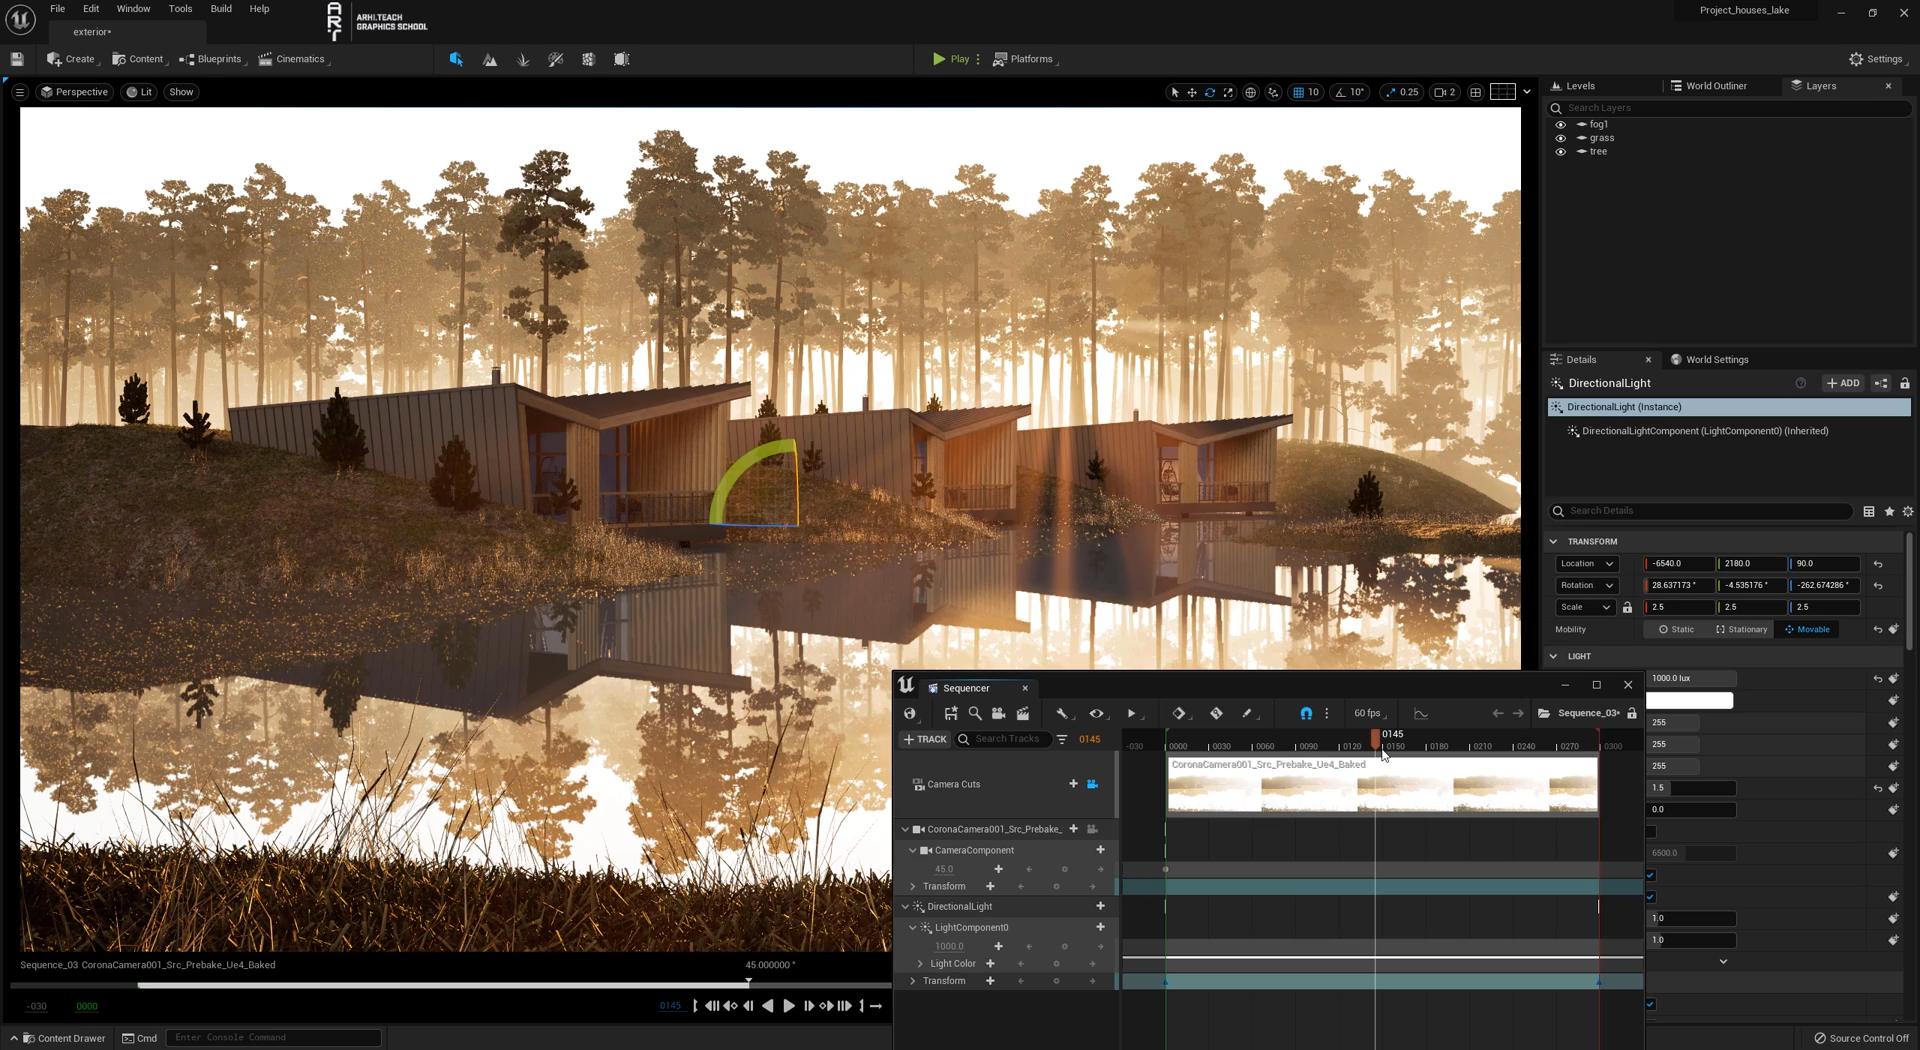 File Edit Window Tools Build Help
ART
ARHI.TEACH
GRAPHICS SCHOOL
Project_houses_lake
exterior*
Create Content Blueprints Cinematics Play Platforms Settings
Perspective Lit Show 10 10° 0.25 2
Levels World Outliner Layers
Search Layers
fog1
grass
tree
Details World Settings
DirectionalLight ADD
DirectionalLight (Instance)
DirectionalLightComponent (LightComponent0) (Inherited)
Search Details
TRANSFORM
Location -6540.0 2180.0 90.0
Rotation 28.637173 ° -4.535176 ° -262.674286 °
Scale 2.5 2.5 2.5
Mobility Static Stationary Movable
LIGHT
1000.0 lux
255
255
255
1.5
0.0
6500.0
1.0
1.0
Sequencer
60 fps Sequence_03*
TRACK Search Tracks 0145
0145
-030 0000 0030 0060 0090 0120 0150 0180 0210 0240 0270 0300
CoronaCamera001_Src_Prebake_Ue4_Baked
Camera Cuts
CoronaCamera001_Src_Prebake_
CameraComponent
45.0
Transform
DirectionalLight
LightComponent0
1000.0
Light Color
Transform
Sequence_03 CoronaCamera001_Src_Prebake_Ue4_Baked 45.000000 °
-030 0000 0145
Content Drawer Cmd Enter Console Command Source Control Off